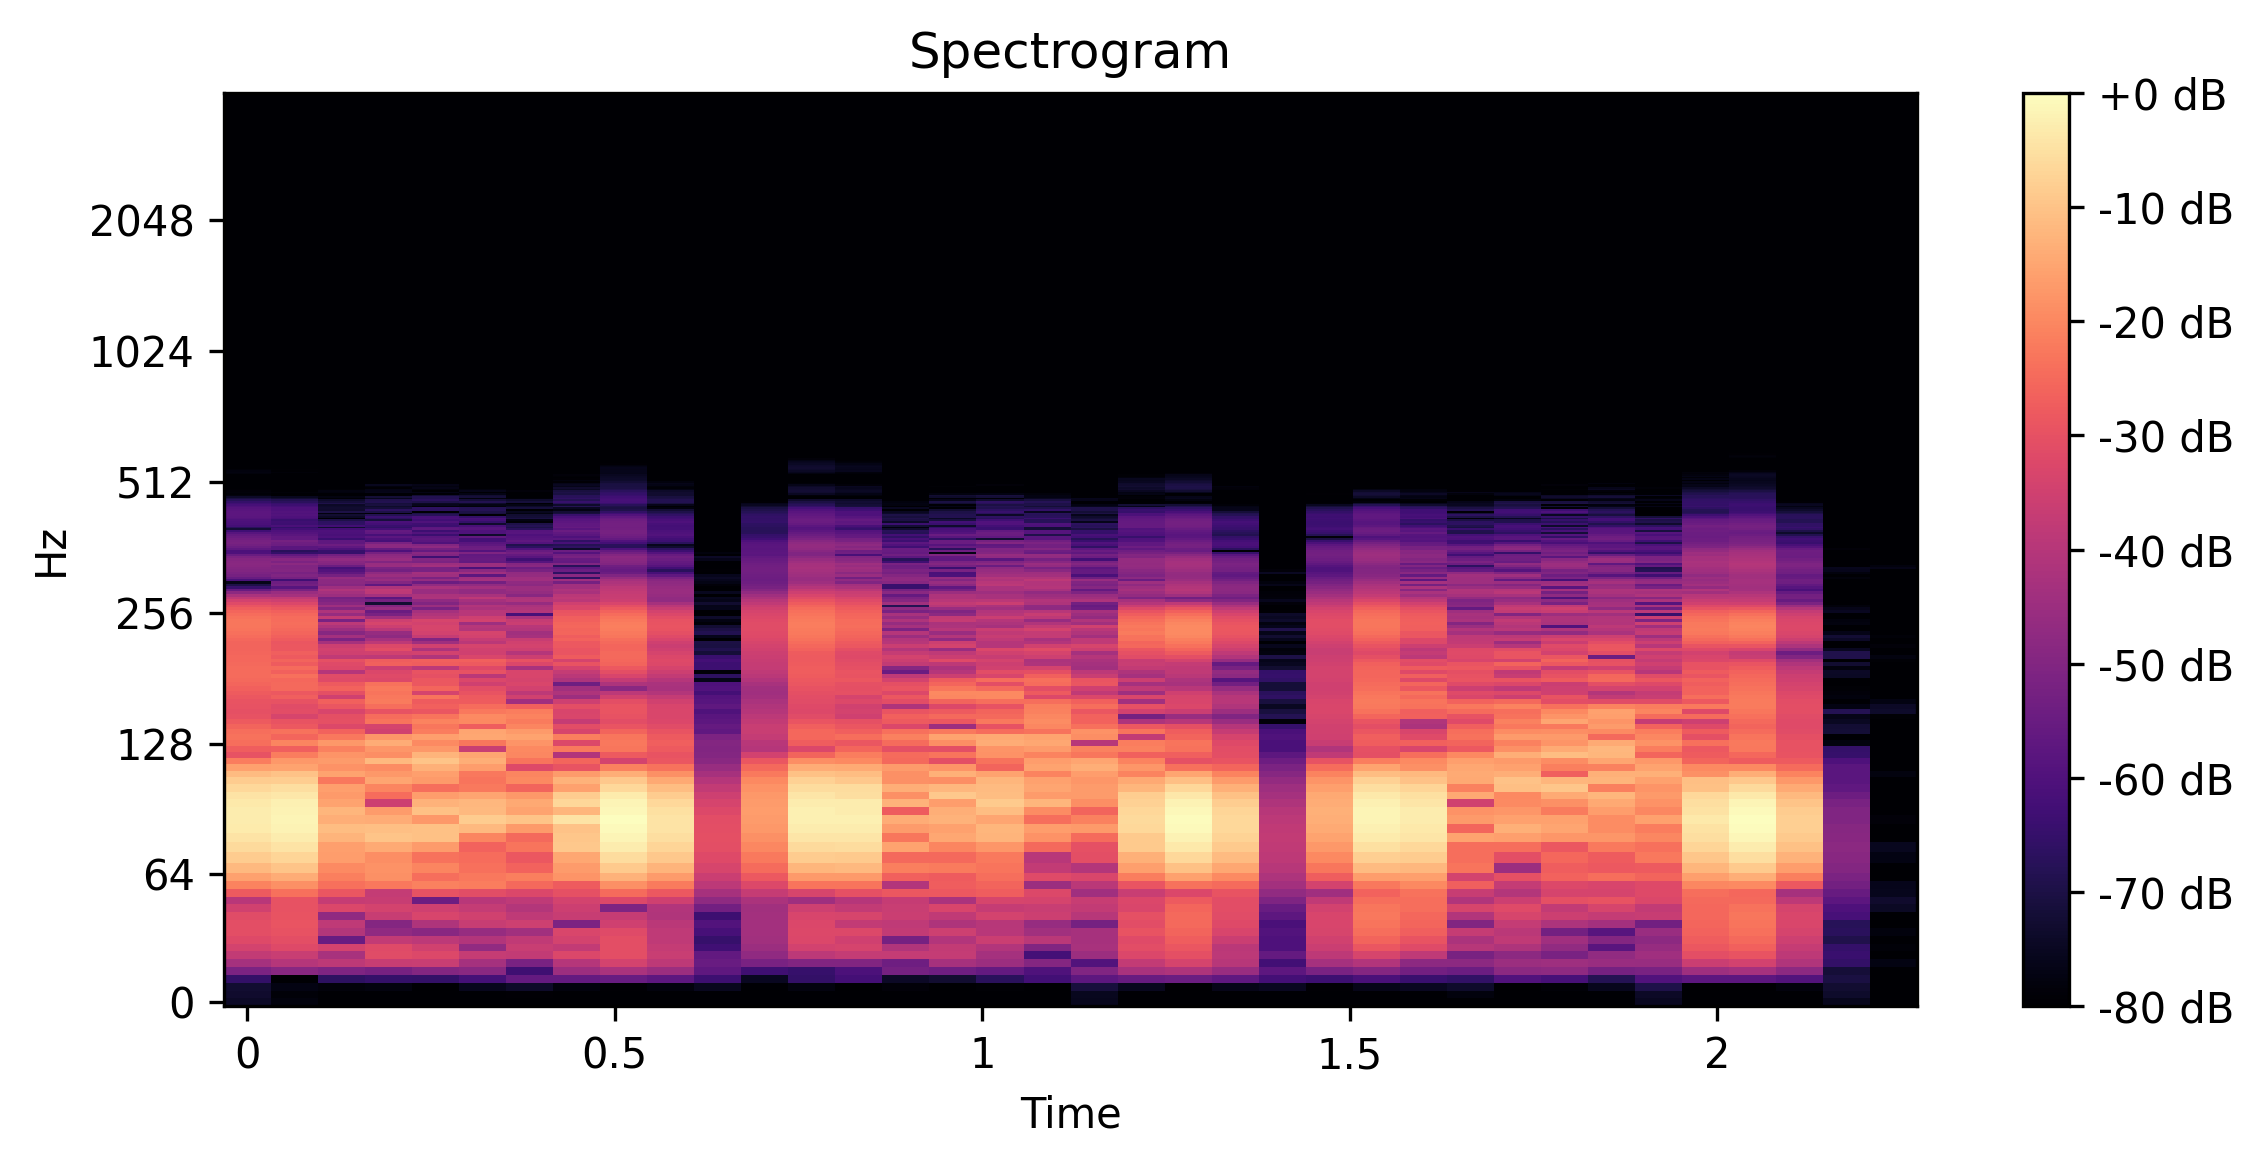 Spectrogram
+0 dB
2048
-10 dB
-20 dB
1024
-30 dB
512
-40 dB
Hz
256
-50 dB
128
-60 dB
64
-70 dB
0
-80 dB
0 0.5 1 1.5 2
Time